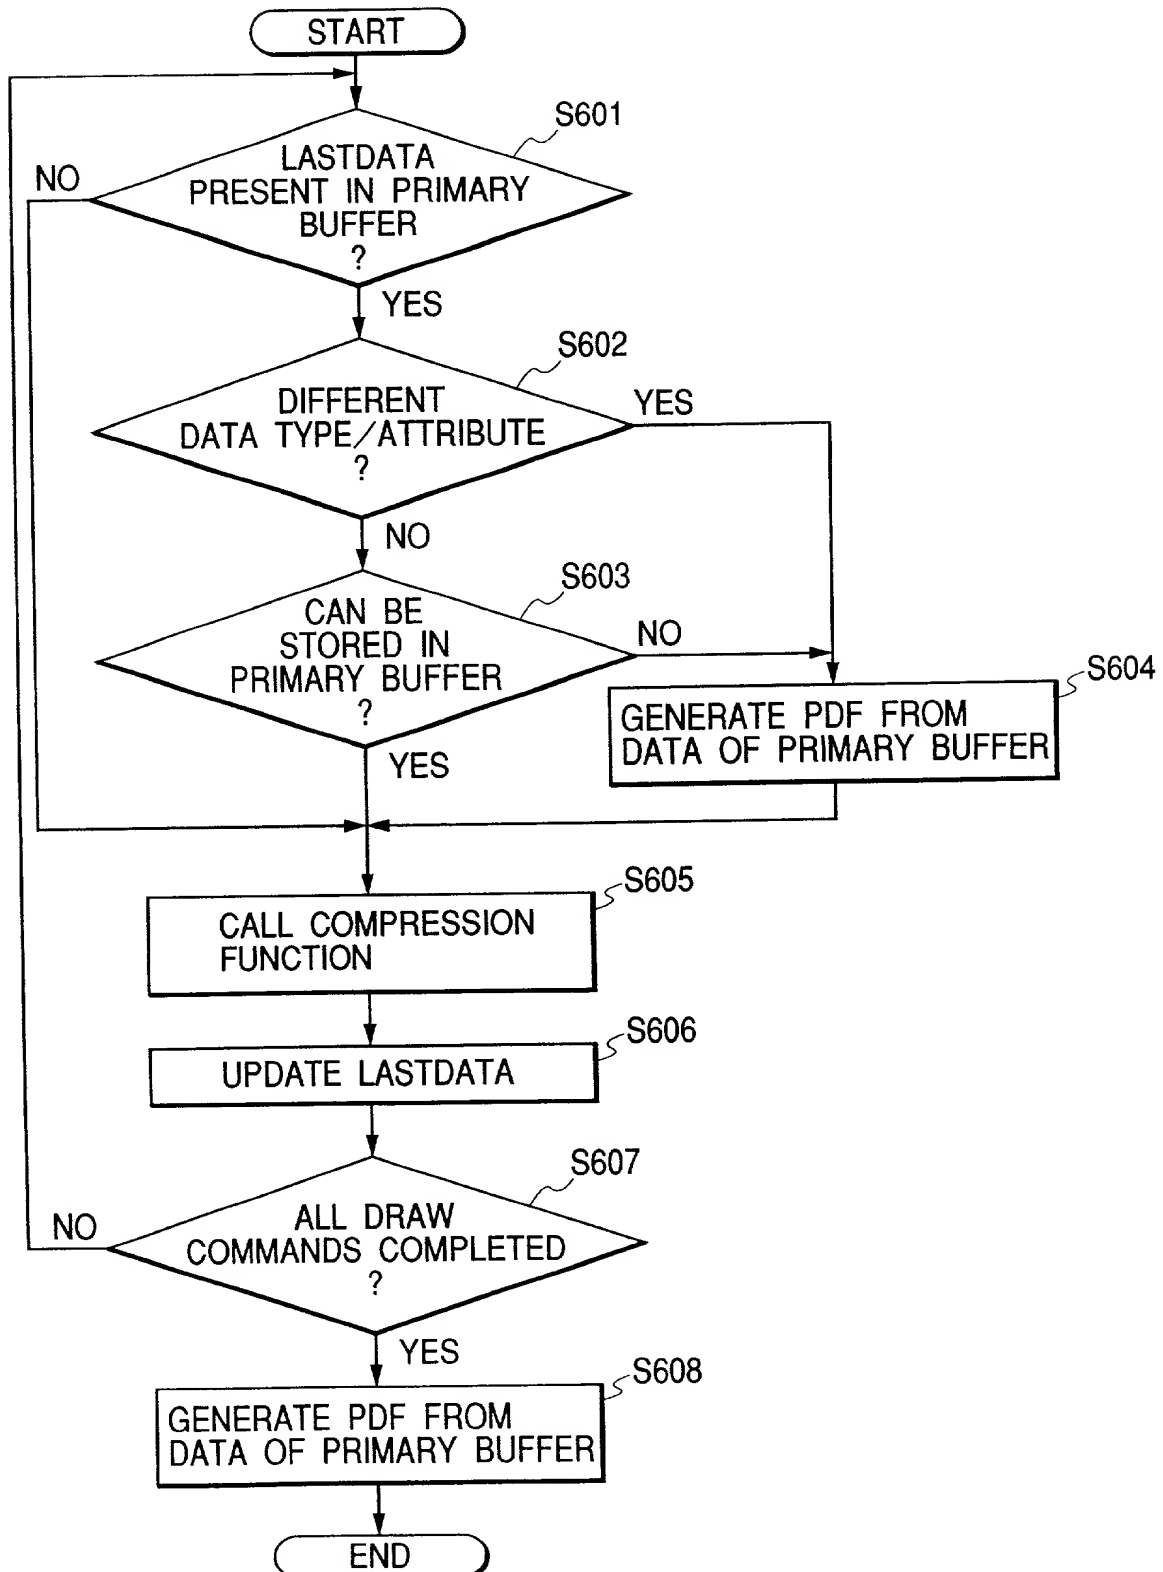 START
S601
NO
LASTDATA
PRESENT IN PRIMARY
BUFFER
?
YES
S602
DIFFERENT
DATA TYPE/ATTRIBUTE
?
YES
NO
S603
CAN BE
STORED IN
PRIMARY BUFFER
?
NO
YES
S604
GENERATE PDF FROM
DATA OF PRIMARY BUFFER
S605
CALL COMPRESSION
FUNCTION
S606
UPDATE LASTDATA
S607
NO
ALL DRAW
COMMANDS COMPLETED
?
YES
S608
GENERATE PDF FROM
DATA OF PRIMARY BUFFER
END